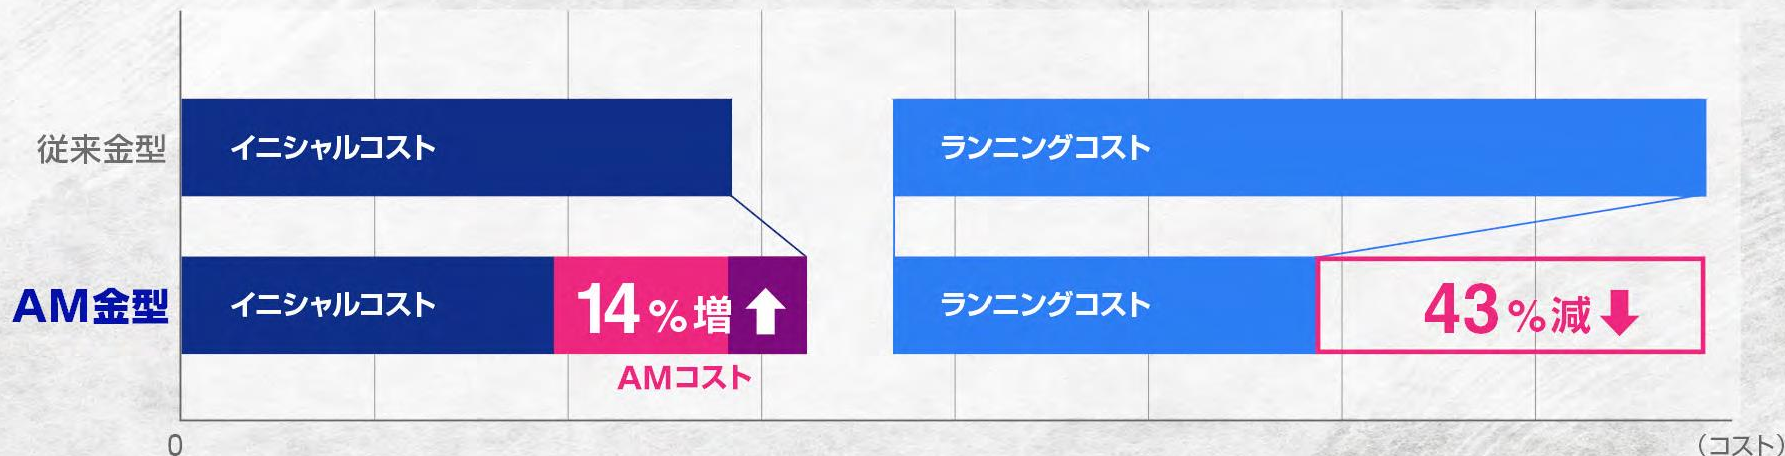 従来金型
イニシャルコスト
ランニングコスト
AM金型
イニシャルコスト
14%増
ランニングコスト
43%減
AMコスト
0
（コスト）